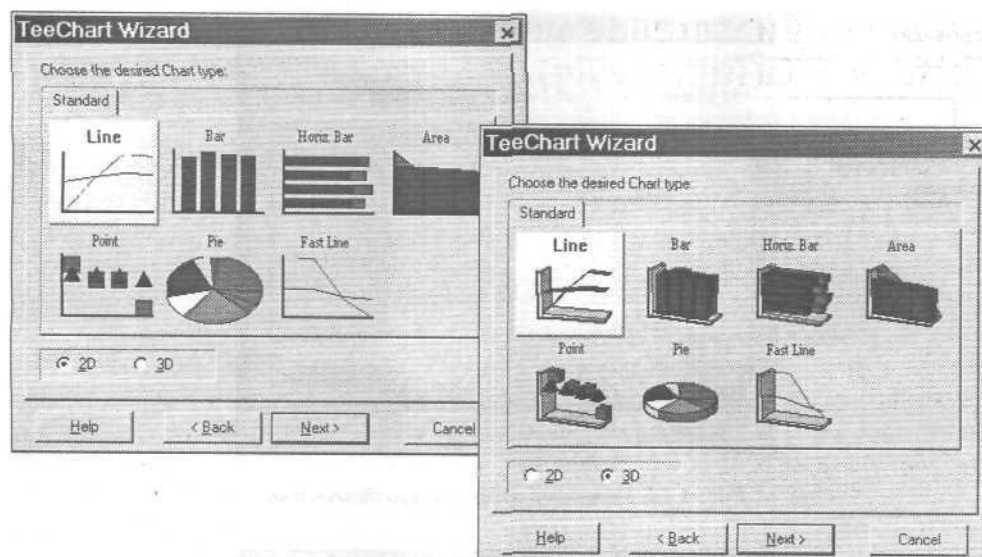 TeeChart Wizard
Choose the desired Chart type:
Standard
Line Bar Horiz. Bar Area
Point Pie Fast Line
2D 3D
Help < Back Next > Cancel
TeeChart Wizard
Choose the desired Chart type:
Standard
Line Bar Horiz. Bar Area
Point Pie Fast Line
2D 3D
Help < Back Next > Cancel